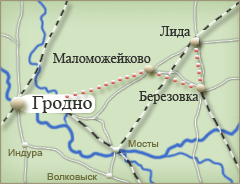 Лида
Маломожейково
Гродно
Березовка
Мосты
Индура
Волковыск